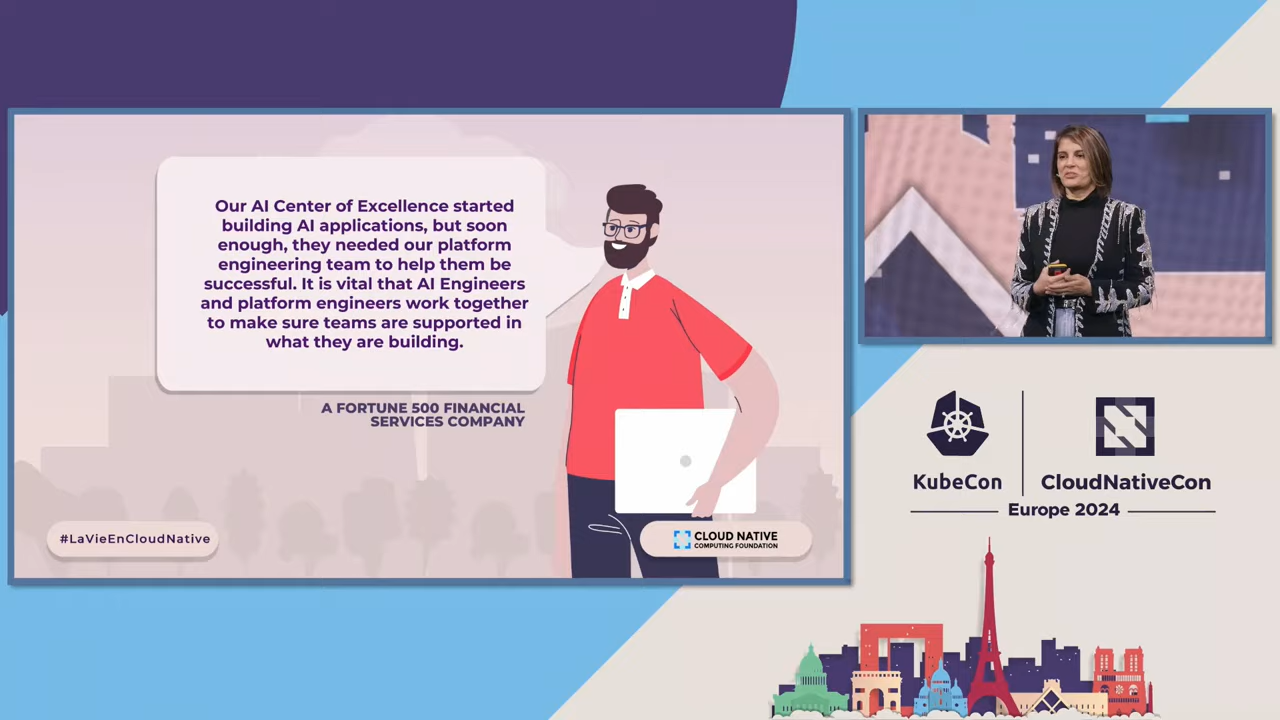 Our AI Center of Excellence started
building AI applications, but soon
enough, they needed our platform
engineering team to help them be
successful. It is vital that AI Engineers
and platform engineers work together
to make sure teams are supported in
what they are building.
A FORTUNE 500 FINANCIAL
SERVICES COMPANY
#LaVieEnCloudNative
CLOUD NATIVE
COMPUTING FOUNDATION
KubeCon
CloudNativeCon
Europe 2024